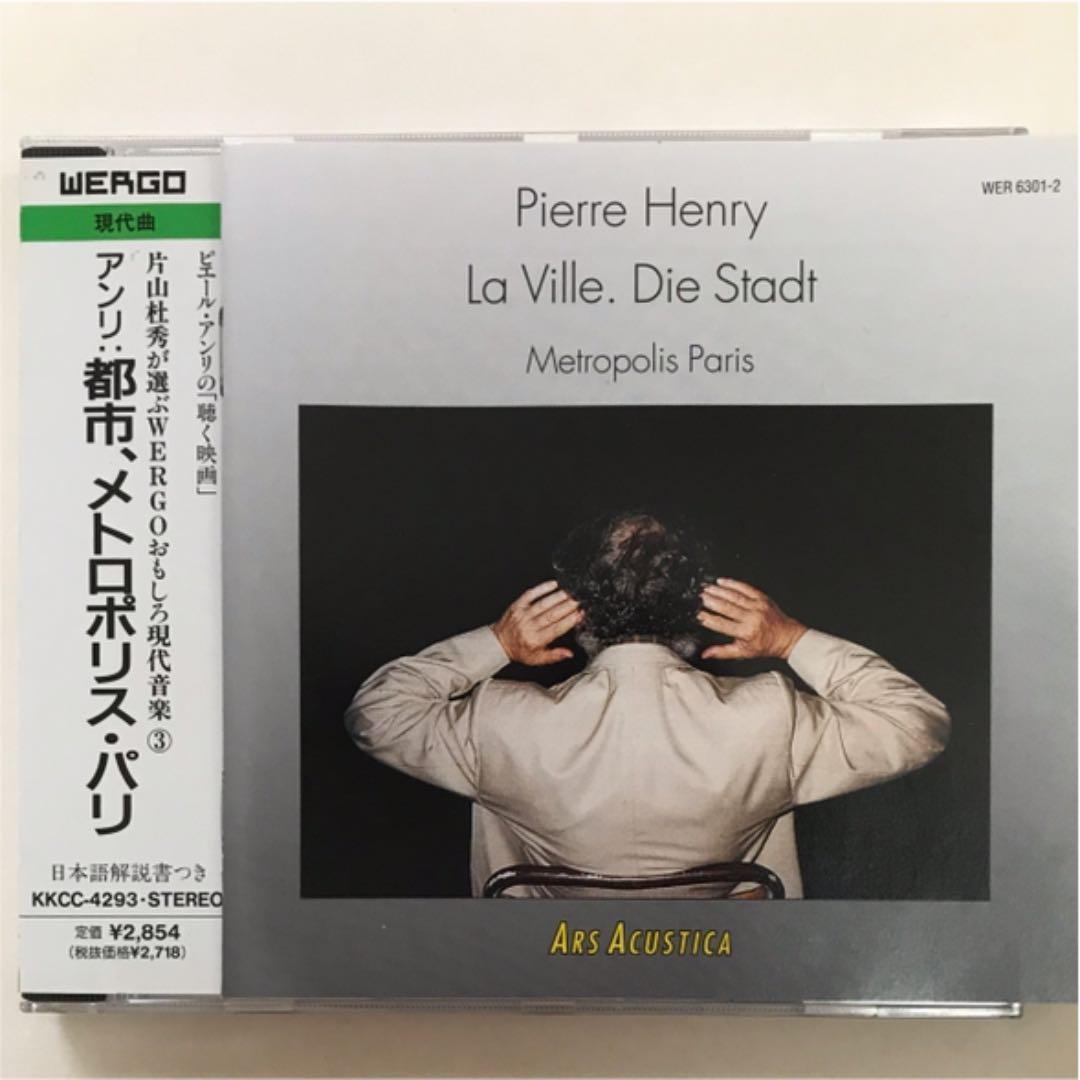 WERGO
現代曲
ピエール・アンリの「聴く映画」
片山杜秀が選ぶWERGOおもしろ現代音楽③
アンリ:都市、メトロポリス・パリ
日本語解説書つき
KKCC-4293・STEREO
定価 ¥2,854
(税抜価格¥2,718)
WER 6301-2
Pierre Henry
La Ville. Die Stadt
Metropolis Paris
ARS ACUSTICA